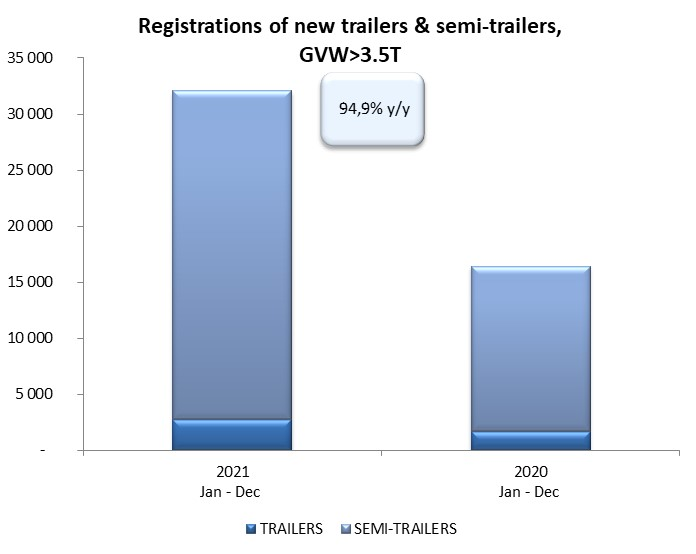 Registrations of new trailers & semi-trailers,
GVW>3.5T
35 000
30 000
25 000
20 000
15 000
10 000
5 000
-
94,9% y/y
2021
Jan - Dec
2020
Jan - Dec
TRAILERS
SEMI-TRAILERS